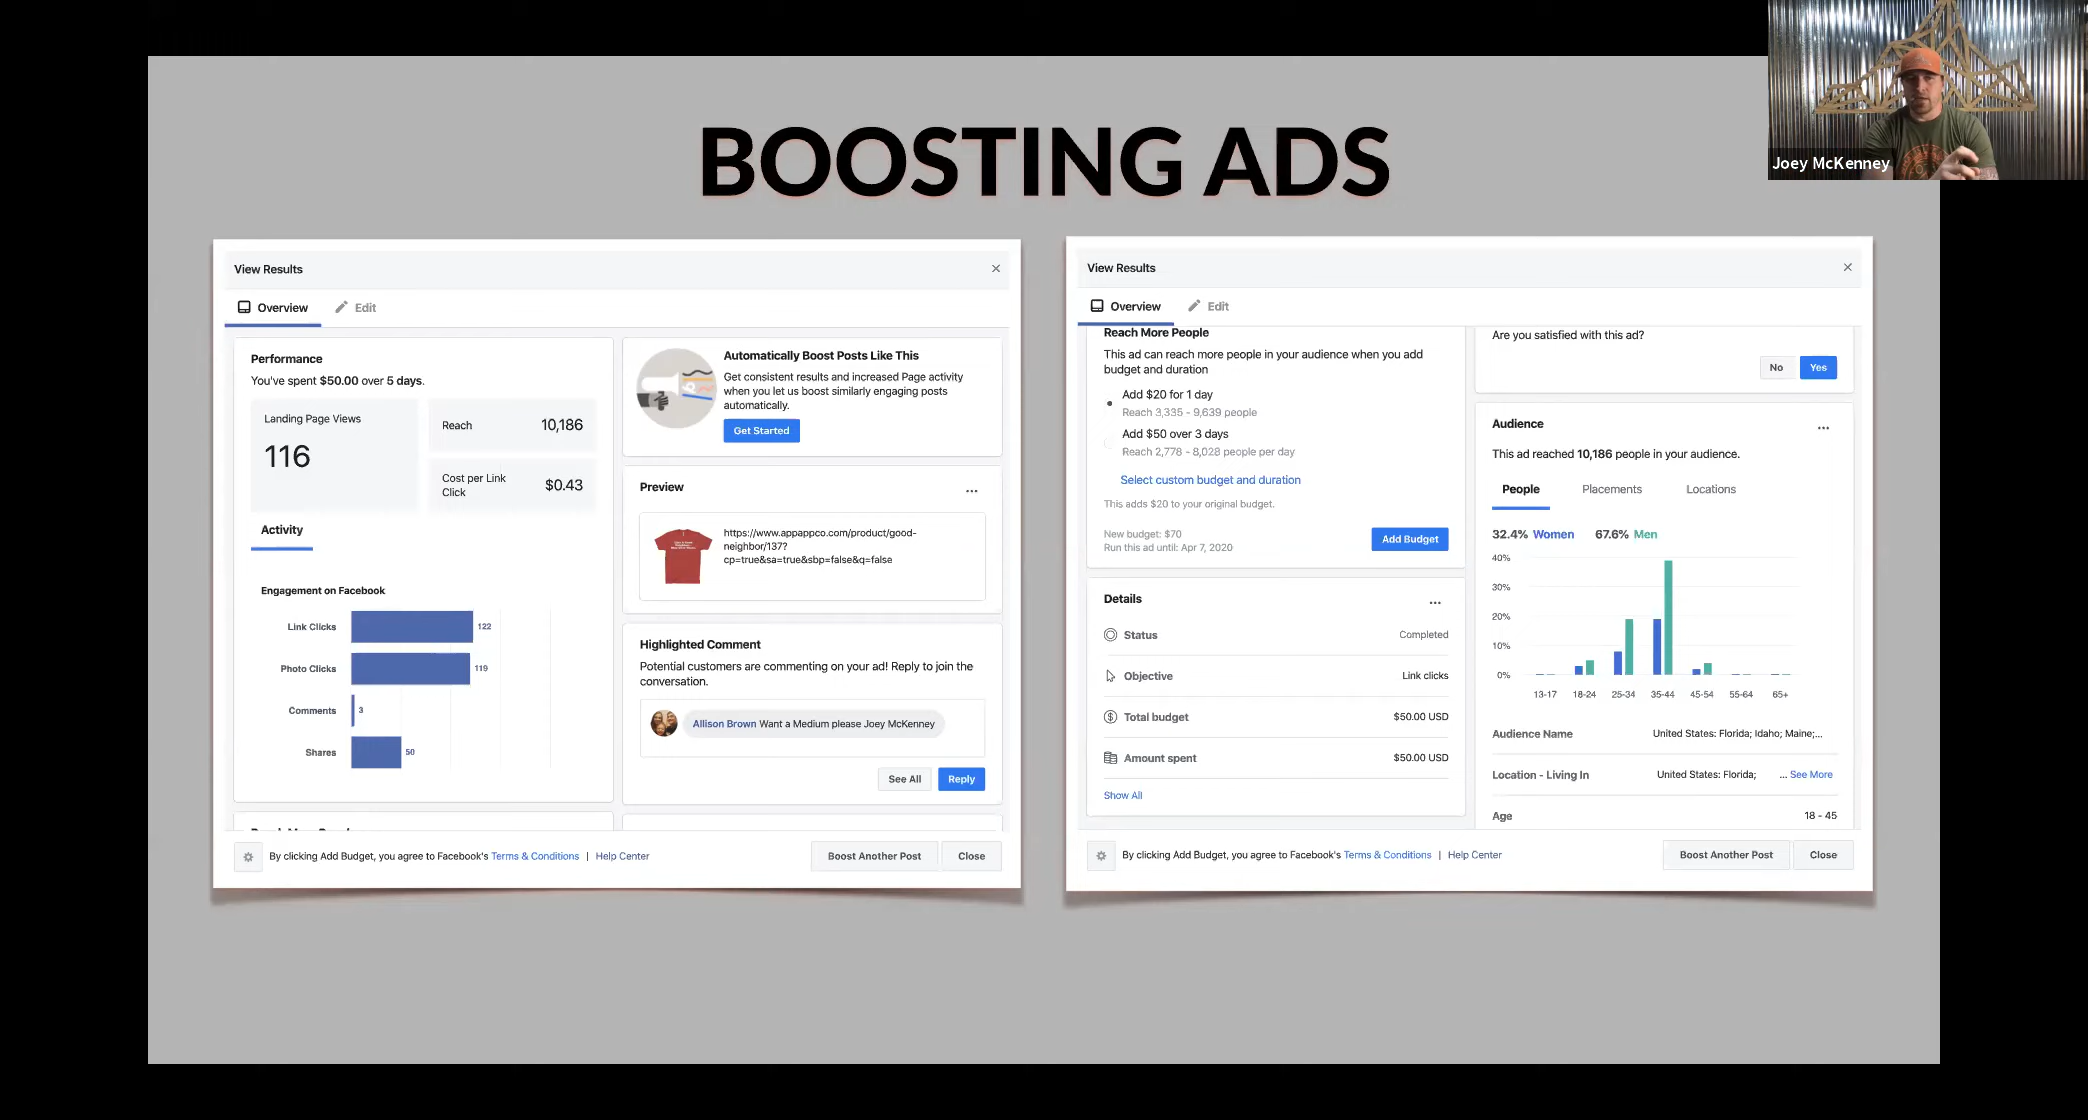 BOOSTING ADS
Joey McKenney
View Results
Overview
Edit
Performance
You've spent $50.00 over 5 days.
Landing Page Views
116
Reach
10,186
Cost per Link
Click
$0.43
Activity
Engagement on Facebook
Link Clicks
122
Photo Clicks
119
Comments
3
Shares
50
Automatically Boost Posts Like This
Get consistent results and increased Page activity
when you let us boost similarly engaging posts
automatically.
Get Started
Preview
https://www.appappco.com/product/good-
neighbor/137?
cp=true&sa=true&sbp=false&q=false
Highlighted Comment
Potential customers are commenting on your ad! Reply to join the
conversation.
Allison Brown Want a Medium please Joey McKenney
See All
Reply
By clicking Add Budget, you agree to Facebook's Terms & Conditions | Help Center
Boost Another Post
Close
View Results
Overview
Edit
Reach More People
This ad can reach more people in your audience when you add
budget and duration
Add $20 for 1 day
Reach 3,335 - 9,639 people
Add $50 over 3 days
Reach 2,778 - 8,028 people per day
Select custom budget and duration
This adds $20 to your original budget.
New budget: $70
Run this ad until: Apr 7, 2020
Add Budget
Details
Status
Completed
Objective
Link clicks
Total budget
$50.00 USD
Amount spent
$50.00 USD
Show All
Are you satisfied with this ad?
No
Yes
Audience
This ad reached 10,186 people in your audience.
People
Placements
Locations
32.4% Women
67.6% Men
40%
30%
20%
10%
0%
13-17
18-24
25-34
35-44
45-54
55-64
65+
Audience Name
United States: Florida; Idaho; Maine;...
Location - Living In
United States: Florida;
... See More
Age
18 - 45
By clicking Add Budget, you agree to Facebook's Terms & Conditions | Help Center
Boost Another Post
Close